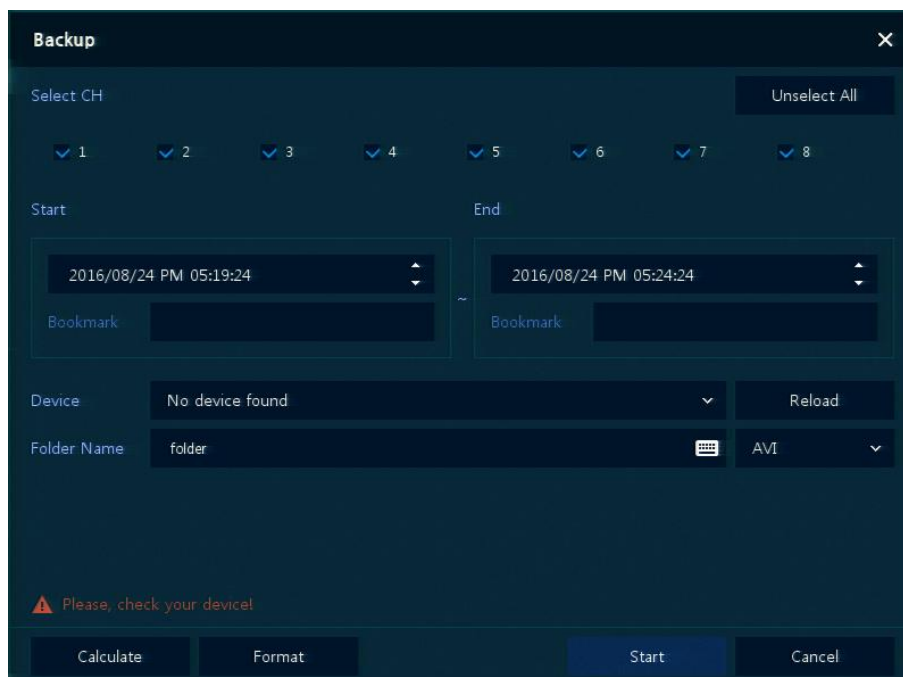 Backup
Select CH
Unselect All
1 2 3 4 5 6 7 8
Start
End
2016/08/24 PM 05:19:24
~
2016/08/24 PM 05:24:24
Bookmark
Bookmark
Device
No device found
Reload
Folder Name
folder
AVI
Please, check your device!
Calculate
Format
Start
Cancel